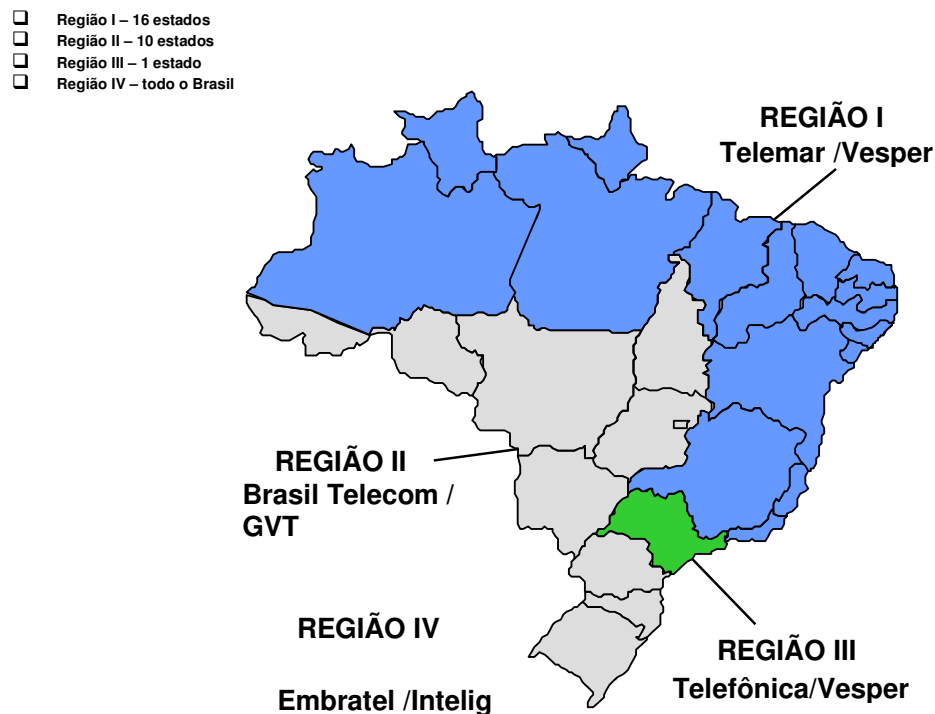 ❑ Região I – 16 estados
❑ Região II – 10 estados
❑ Região III – 1 estado
❑ Região IV – todo o Brasil
REGIÃO I
Telemar /Vesper
REGIÃO II
Brasil Telecom /
GVT
REGIÃO IV
Embratel /Intelig
REGIÃO III
Telefônica/Vesper